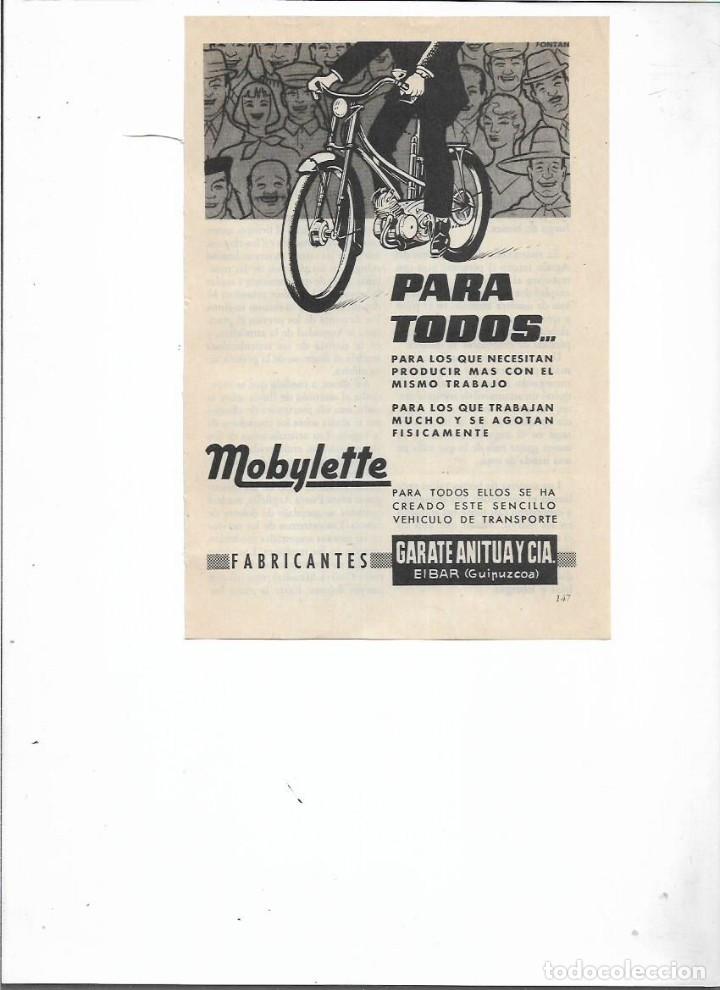 FONTAN
PARA
TODOS...
PARA LOS QUE NECESITAN
PRODUCIR MAS CON EL
MISMO TRABAJO
PARA LOS QUE TRABAJAN
MUCHO Y SE AGOTAN
FISICAMENTE
Mobylette
PARA TODOS ELLOS SE HA
CREADO ESTE SENCILLO
VEHICULO DE TRANSPORTE
FABRICANTES
GARATE ANITUA Y CIA.
EIBAR (Guipuzcoa)
147
todocoleccion